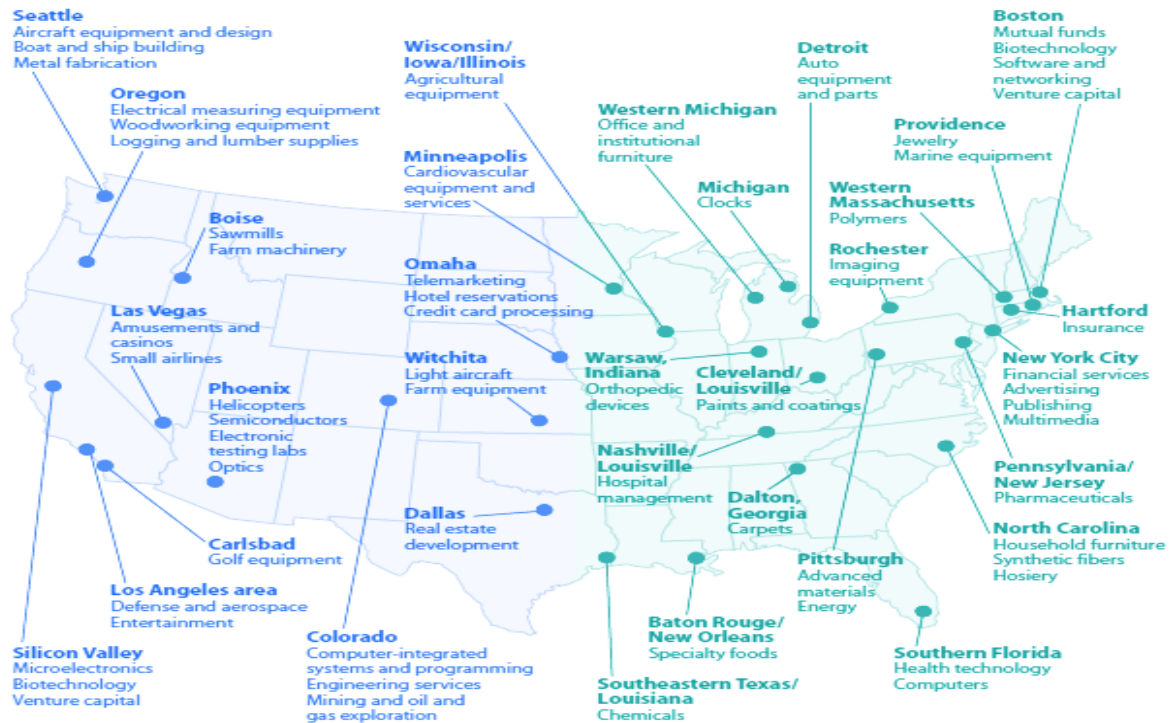 Seattle
Aircraft equipment and design
Boat and ship building
Metal fabrication
Oregon
Electrical measuring equipment
Woodworking equipment
Logging and lumber supplies
Boise
Sawmills
Farm machinery
Las Vegas
Amusements and
casinos
Small airlines
Phoenix
Helicopters
Semiconductors
Electronic
testing labs
Optics
Carlsbad
Golf equipment
Los Angeles area
Defense and aerospace
Entertainment
Silicon Valley
Microelectronics
Biotechnology
Venture capital
Colorado
Computer-integrated
systems and programming
Engineering services
Mining and oil and
gas exploration
Wisconsin/
Iowa/Illinois
Agricultural
equipment
Minneapolis
Cardiovascular
equipment and
services
Omaha
Telemarketing
Hotel reservations
Credit card processing
Witchita
Light aircraft
Farm equipment
Dallas
Real estate
development
Western Michigan
Office and
institutional
furniture
Michigan
Clocks
Detroit
Auto
equipment
and parts
Warsaw,
Indiana
Orthopedic
devices
Cleveland/
Louisville
Paints and coatings
Nashville/
Louisville
Hospital
management
Dalton,
Georgia
Carpets
Baton Rouge/
New Orleans
Specialty foods
Southeastern Texas/
Louisiana
Chemicals
Pittsburgh
Advanced
materials
Energy
Boston
Mutual funds
Biotechnology
Software and
networking
Venture capital
Providence
Jewelry
Marine equipment
Western
Massachusetts
Polymers
Rochester
Imaging
equipment
Hartford
Insurance
New York City
Financial services
Advertising
Publishing
Multimedia
Pennsylvania/
New Jersey
Pharmaceuticals
North Carolina
Household furniture
Synthetic fibers
Hosiery
Southern Florida
Health technology
Computers